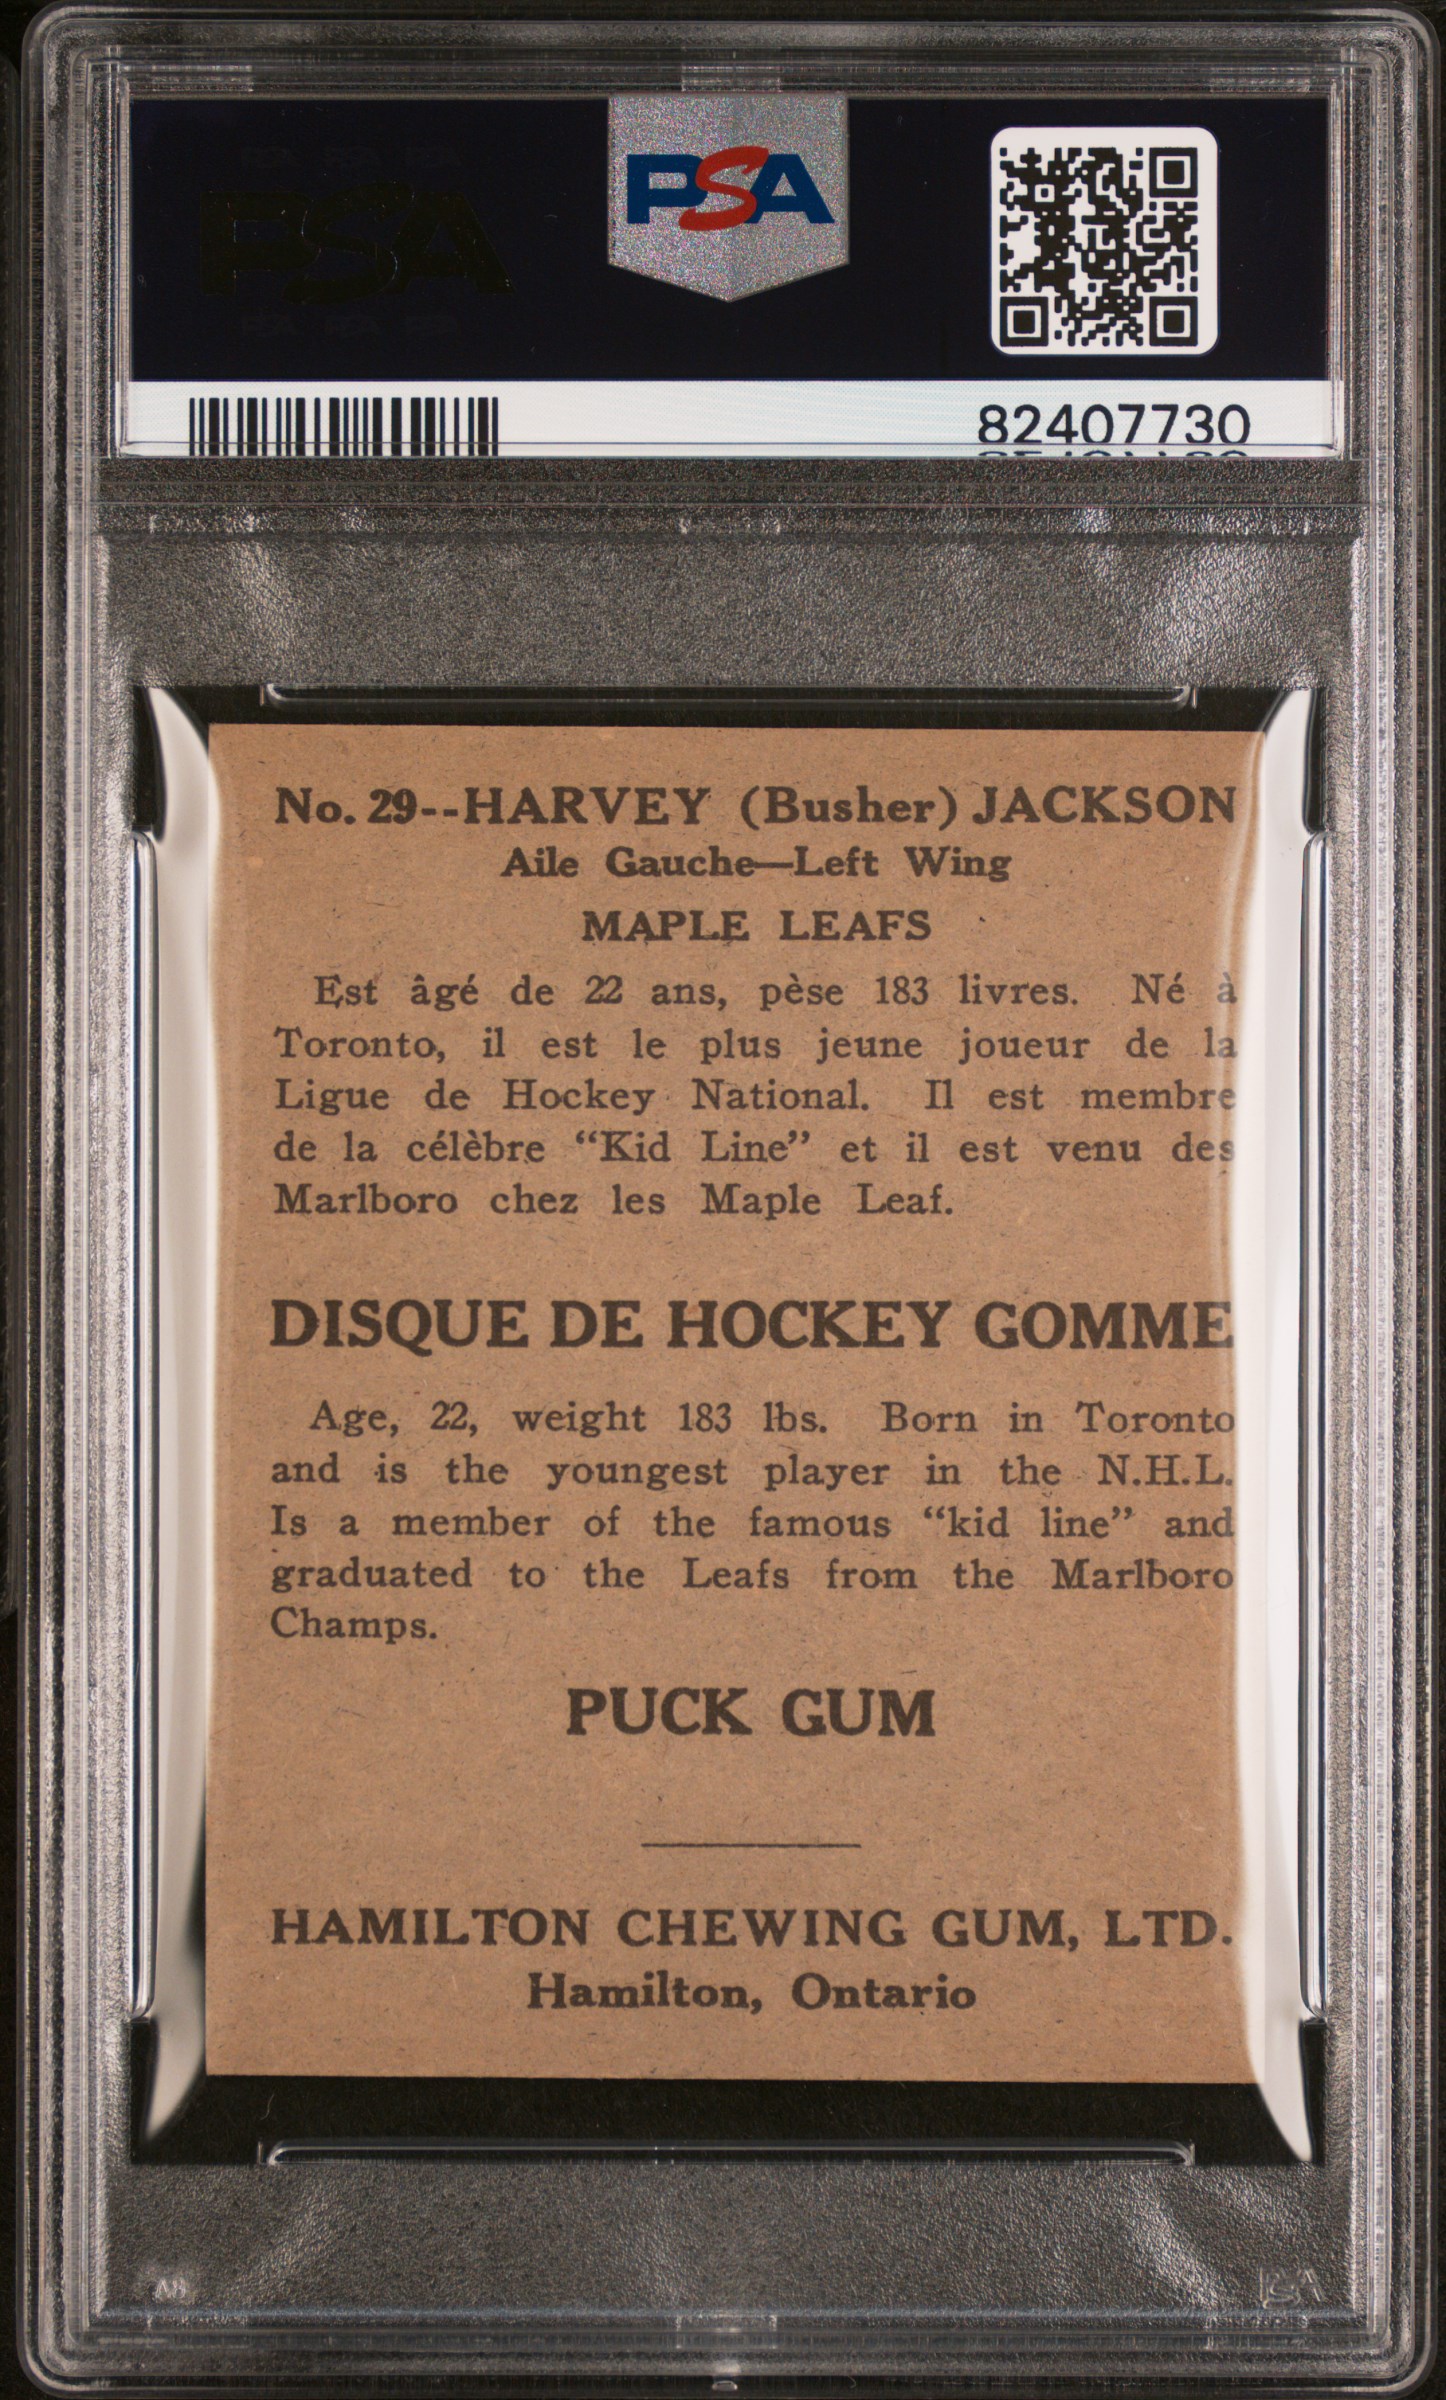 PSA
PSA
82407730
No. 29--HARVEY (Busher) JACKSON
Aile Gauche—Left Wing
MAPLE LEAFS
Est âgé de 22 ans, pèse 183 livres. Né à
Toronto, il est le plus jeune joueur de la
Ligue de Hockey National. Il est membre
de la célèbre “Kid Line” et il est venu des
Marlboro chez les Maple Leaf.
DISQUE DE HOCKEY GOMME
Age, 22, weight 183 lbs. Born in Toronto
and is the youngest player in the N.H.L.
Is a member of the famous “kid line” and
graduated to the Leafs from the Marlboro
Champs.
PUCK GUM
HAMILTON CHEWING GUM, LTD.
Hamilton, Ontario
PSA